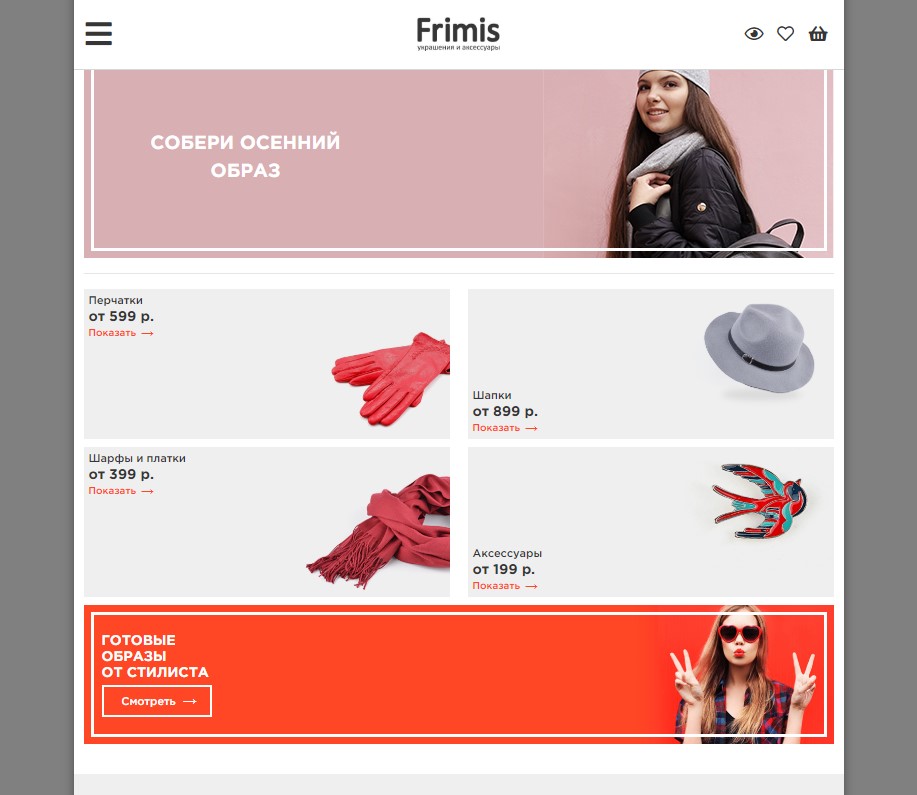 Frimis
украшения и аксессуары
СОБЕРИ ОСЕННИЙ
ОБРАЗ
Перчатки
от 599 р.
Показать →
Шапки
от 899 р.
Показать →
Шарфы и платки
от 399 р.
Показать →
Аксессуары
от 199 р.
Показать →
ГОТОВЫЕ
ОБРАЗЫ
ОТ СТИЛИСТА
Смотреть →